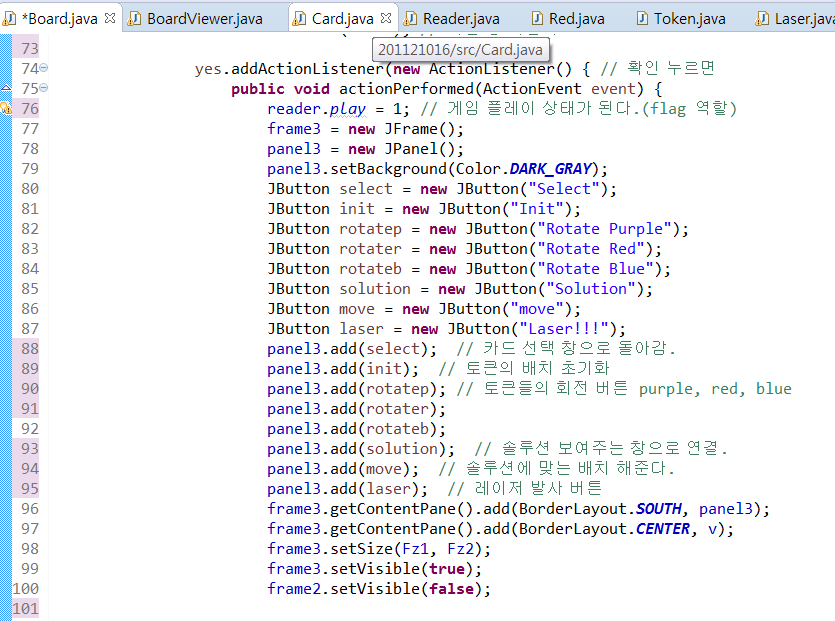 *Board.java BoardViewer.java Card.java Reader.java Red.java Token.java Laser.jav
73
201121016/src/Card.java
74 yes.addActionListener(new ActionListener() { // 확인 누르면
75 public void actionPerformed(ActionEvent event) {
76 reader.play = 1; // 게임 플레이 상태가 된다.(flag 역할)
77 frame3 = new JFrame();
78 panel3 = new JPanel();
79 panel3.setBackground(Color.DARK_GRAY);
80 JButton select = new JButton("Select");
81 JButton init = new JButton("Init");
82 JButton rotatep = new JButton("Rotate Purple");
83 JButton rotater = new JButton("Rotate Red");
84 JButton rotateb = new JButton("Rotate Blue");
85 JButton solution = new JButton("Solution");
86 JButton move = new JButton("move");
87 JButton laser = new JButton("Laser!!!");
88 panel3.add(select); // 카드 선택 창으로 돌아감.
89 panel3.add(init); // 토큰의 배치 초기화
90 panel3.add(rotatep); // 토큰들의 회전 버튼 purple, red, blue
91 panel3.add(rotater);
92 panel3.add(rotateb);
93 panel3.add(solution); // 솔루션 보여주는 창으로 연결.
94 panel3.add(move); // 솔루션에 맞는 배치 해준다.
95 panel3.add(laser); // 레이저 발사 버튼
96 frame3.getContentPane().add(BorderLayout.SOUTH, panel3);
97 frame3.getContentPane().add(BorderLayout.CENTER, v);
98 frame3.setSize(Fz1, Fz2);
99 frame3.setVisible(true);
100 frame2.setVisible(false);
101